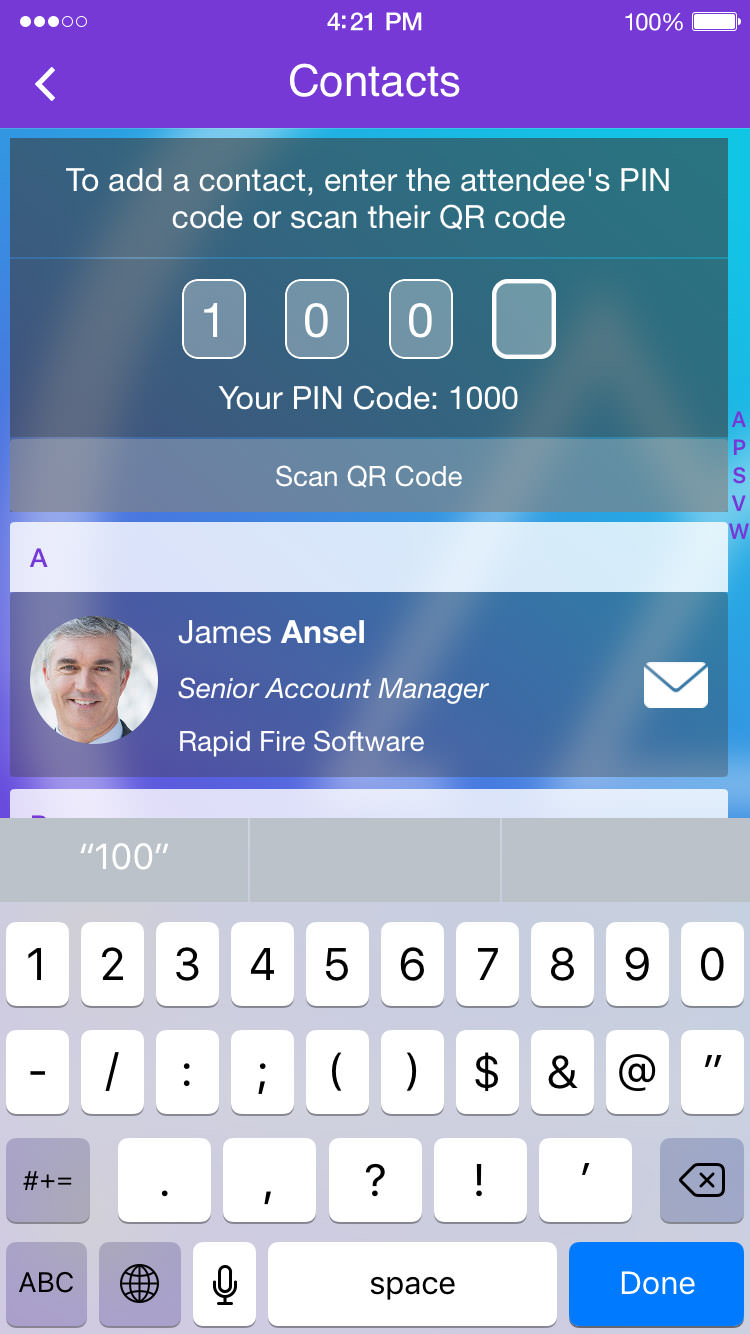 4:21 PM
100%
Contacts
To add a contact, enter the attendee's PIN
code or scan their QR code
1 0 0
Your PIN Code: 1000
Scan QR Code
A
P
S
V
W
A
James Ansel
Senior Account Manager
Rapid Fire Software
“100”
1 2 3 4 5 6 7 8 9 0
- / : ; ( ) $ & @ ”
#+= . , ? ! ’
ABC space Done